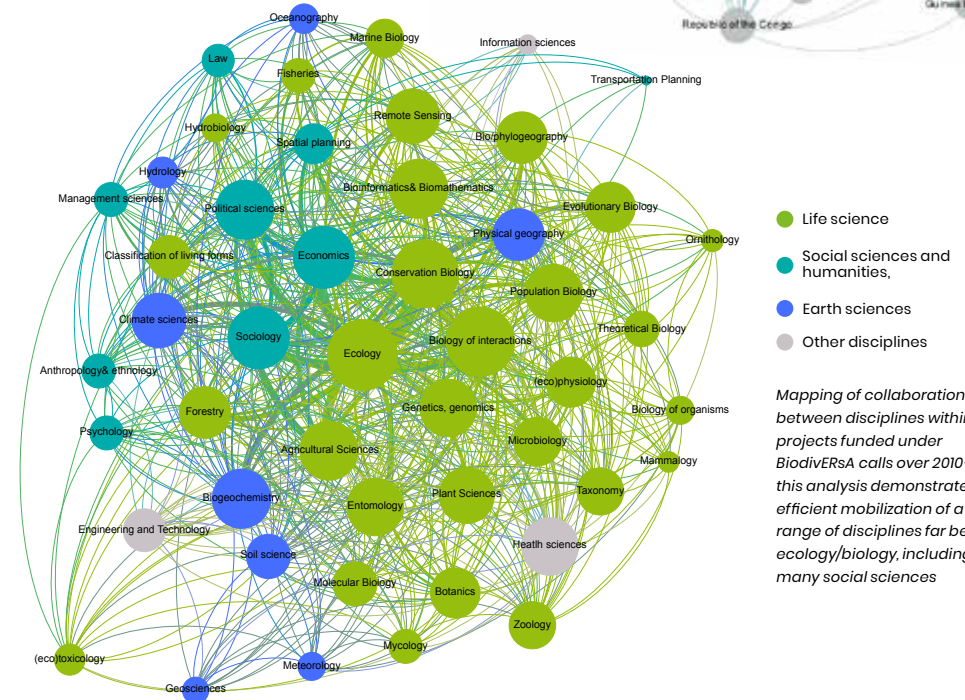 Republic of the Congo
Oceanography
Marine Biology
Information sciences
Law
Fisheries
Transportation Planning
Remote Sensing
Hydrobiology
Spatial planning
Bio/phylogeography
Hydrology
Bioinformatics& Biomathematics
Management sciences
Political sciences
Evolutionary Biology
Physical geography
Ornithology
Classification of living forms
Economics
Conservation Biology
Population Biology
Climate sciences
Theoretical Biology
Sociology
Biology of interactions
Ecology
Anthropology& ethnology
(eco)physiology
Forestry
Genetics, genomics
Biology of organisms
Psychology
Microbiology
Agricultural Sciences
Mammalogy
Biogeochemistry
Plant Sciences
Taxonomy
Entomology
Engineering and Technology
Heatlh sciences
Soil science
Molecular Biology
Botanics
Zoology
Mycology
(eco)toxicology
Meteorology
Geosciences
Life science
Social sciences and
humanities,
Earth sciences
Other disciplines
Mapping of collaboration
between disciplines within
projects funded under
BiodivERsA calls over 2010
this analysis demonstrate
efficient mobilization of a
range of disciplines far be
ecology/biology, including
many social sciences